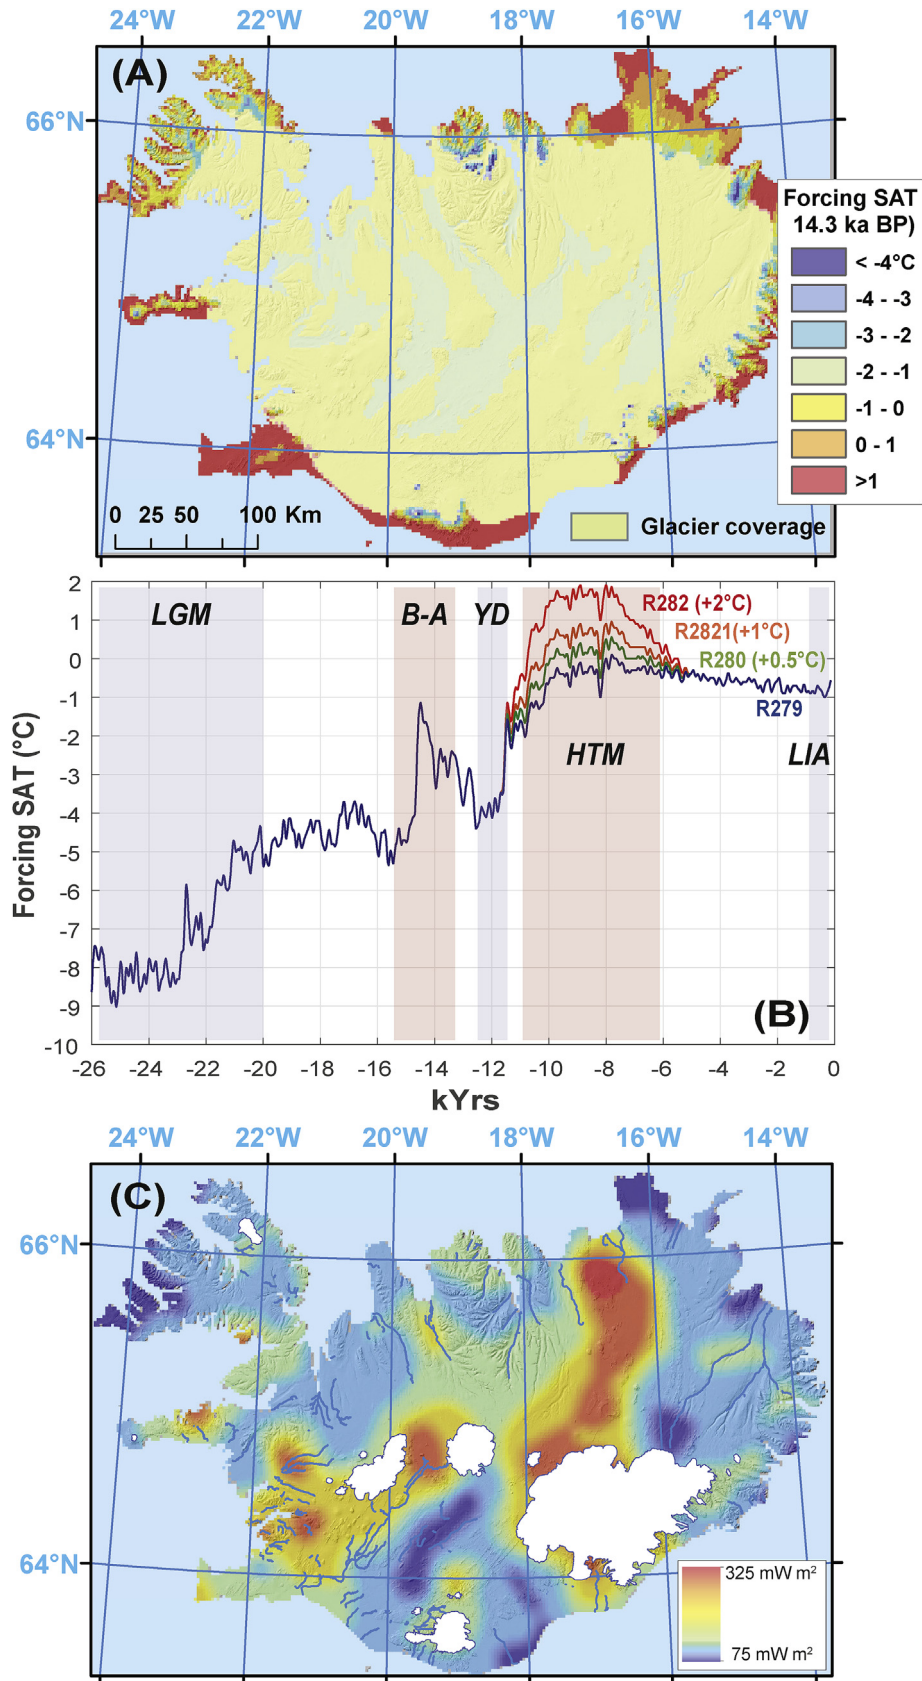 24°W 22°W 20°W 18°W 16°W 14°W
(A)
66°N
64°N
Forcing SAT
14.3 ka BP)
< -4°C
-4 - -3
-3 - -2
-2 - -1
-1 - 0
0 - 1
>1
0 25 50 100 Km
Glacier coverage
2
1
0
-1
-2
-3
-4
-5
-6
-7
-8
-9
-10
Forcing SAT (°C)
LGM
B-A
YD
HTM
LIA
R282 (+2°C)
R2821(+1°C)
R280 (+0.5°C)
R279
(B)
-26 -24 -22 -20 -18 -16 -14 -12 -10 -8 -6 -4 -2 0
kYrs
24°W 22°W 20°W 18°W 16°W 14°W
(C)
66°N
64°N
325 mW m²
75 mW m²